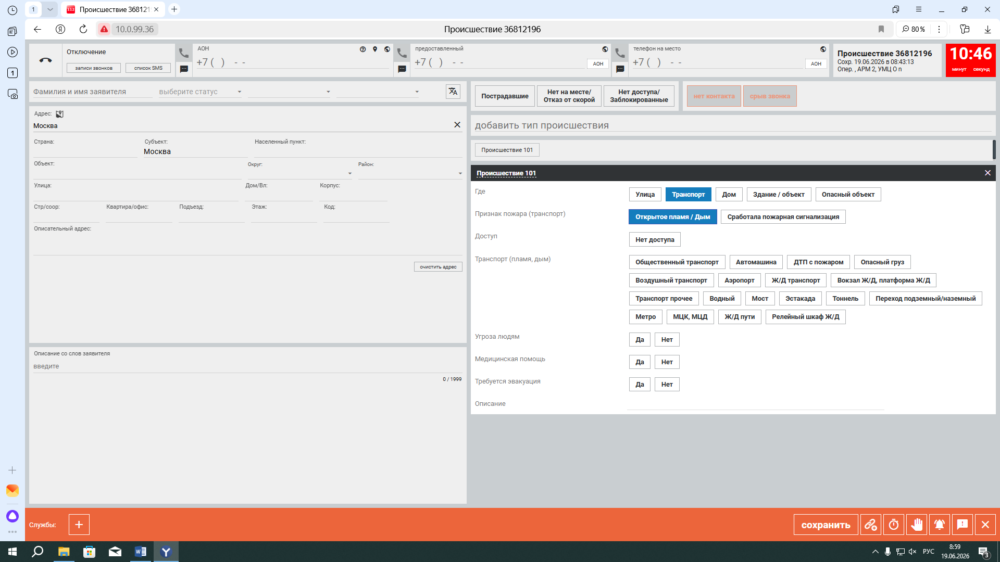 1
112
Происшествие 36812196
10.0.99.36
Происшествие 36812196
80%
Отключение
записи звонков
список SMS
АОН
+7 ( ) - -
предоставленный
+7 ( ) - -
АОН
телефон на место
+7 ( ) - -
АОН
Происшествие 36812196
Сохр. 19.06.2026 в 08:43:13
Опер. , АРМ 2, УМЦ О п
10:46
минут секунд
Фамилия и имя заявителя
выберите статус
Пострадавшие
Нет на месте/
Отказ от скорой
Нет доступа/
Заблокированные
нет контакта
срыв звонка
Адрес:
Москва
Страна:
Субъект:
Москва
Населенный пункт:
Объект:
Округ:
Район:
Улица:
Дом/Вл:
Корпус:
Стр/соор:
Квартира/офис:
Подъезд:
Этаж:
Код:
Описательный адрес:
очистить адрес
Описание со слов заявителя
введите
0 / 1999
добавить тип происшествия
Происшествие 101
Происшествие 101
Где
Улица
Транспорт
Дом
Здание / объект
Опасный объект
Признак пожара (транспорт)
Открытое пламя / Дым
Сработала пожарная сигнализация
Доступ
Нет доступа
Транспорт (пламя, дым)
Общественный транспорт
Автомашина
ДТП с пожаром
Опасный груз
Воздушный транспорт
Аэропорт
Ж/Д транспорт
Вокзал Ж/Д, платформа Ж/Д
Транспорт прочее
Водный
Мост
Эстакада
Тоннель
Переход подземный/наземный
Метро
МЦК, МЦД
Ж/Д пути
Релейный шкаф Ж/Д
Угроза людям
Да
Нет
Медицинская помощь
Да
Нет
Требуется эвакуация
Да
Нет
Описание
Службы:
+
сохранить
РУС
8:59
19.06.2026
3
1